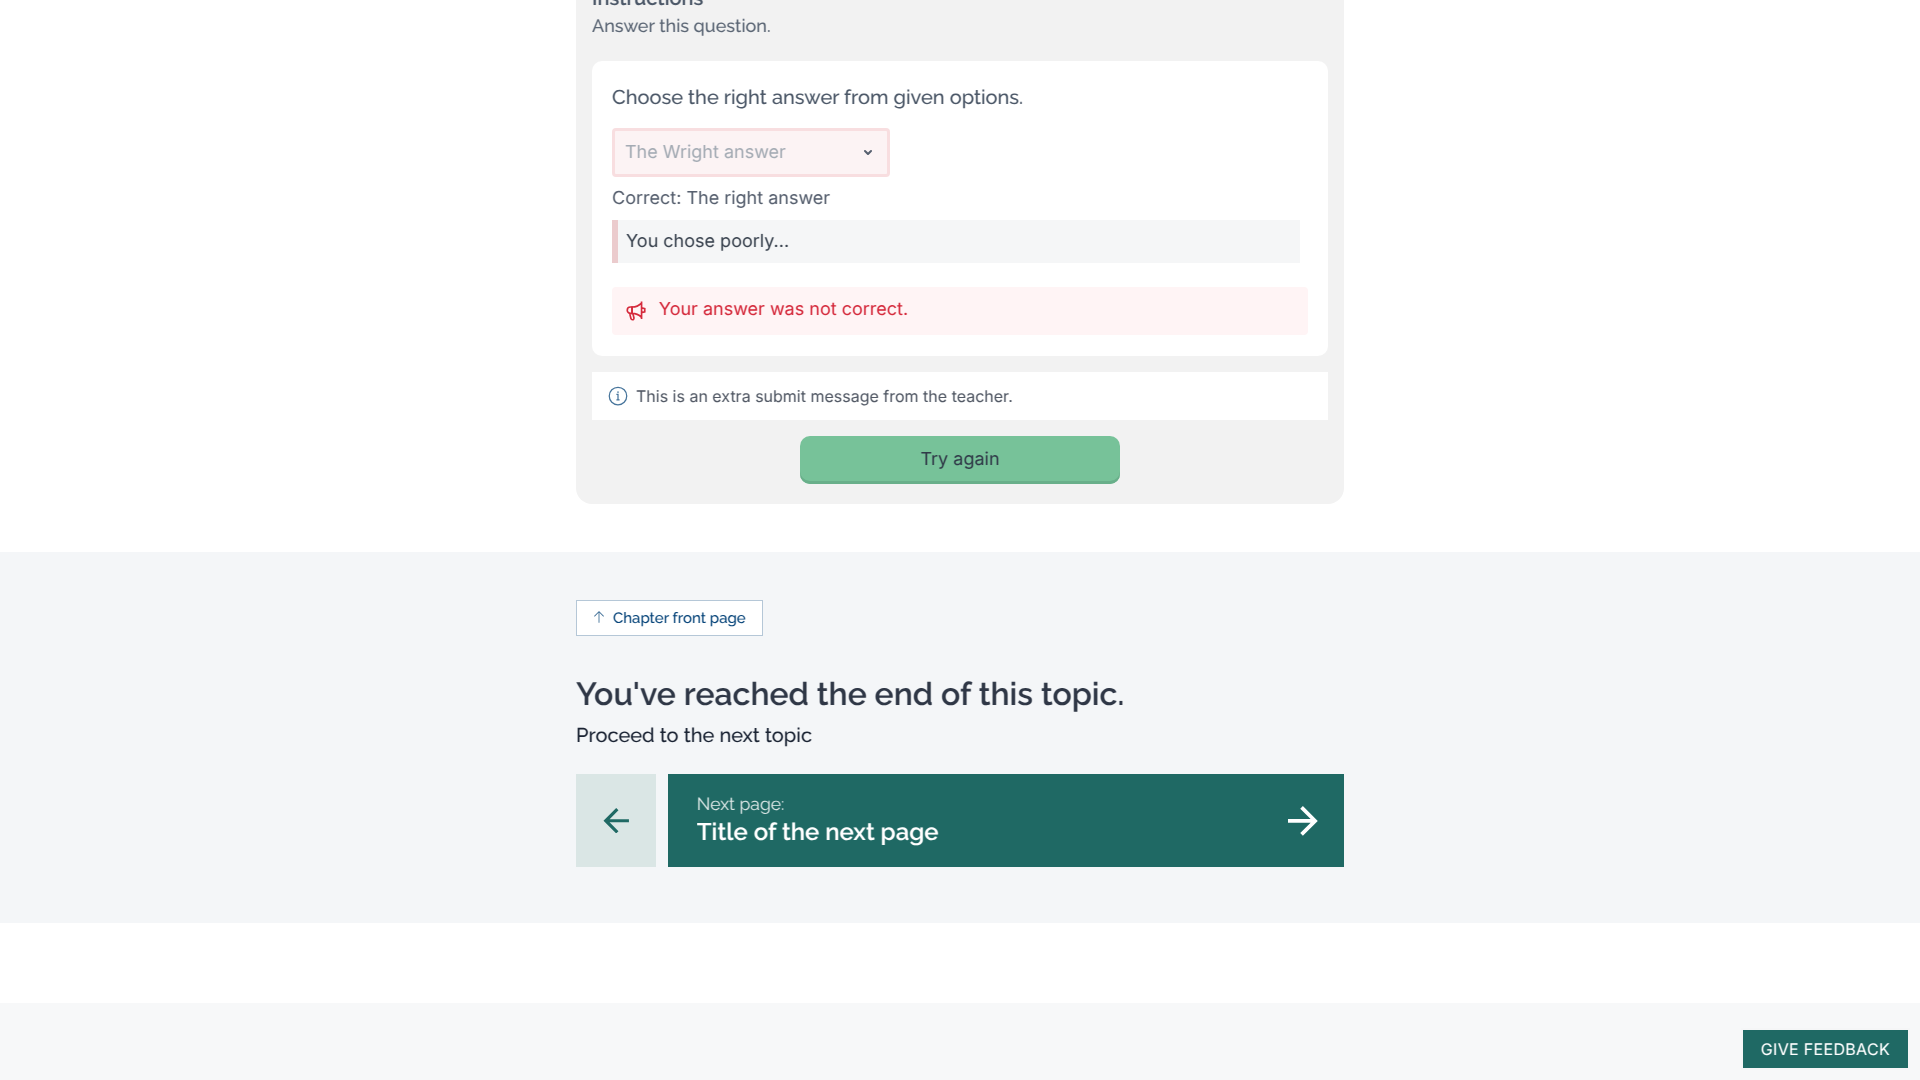 Instructions
Answer this question.
Choose the right answer from given options.
The Wright answer
Correct: The right answer
You chose poorly...
Your answer was not correct.
This is an extra submit message from the teacher.
Try again
Chapter front page
You've reached the end of this topic.
Proceed to the next topic
Next page:
Title of the next page
GIVE FEEDBACK